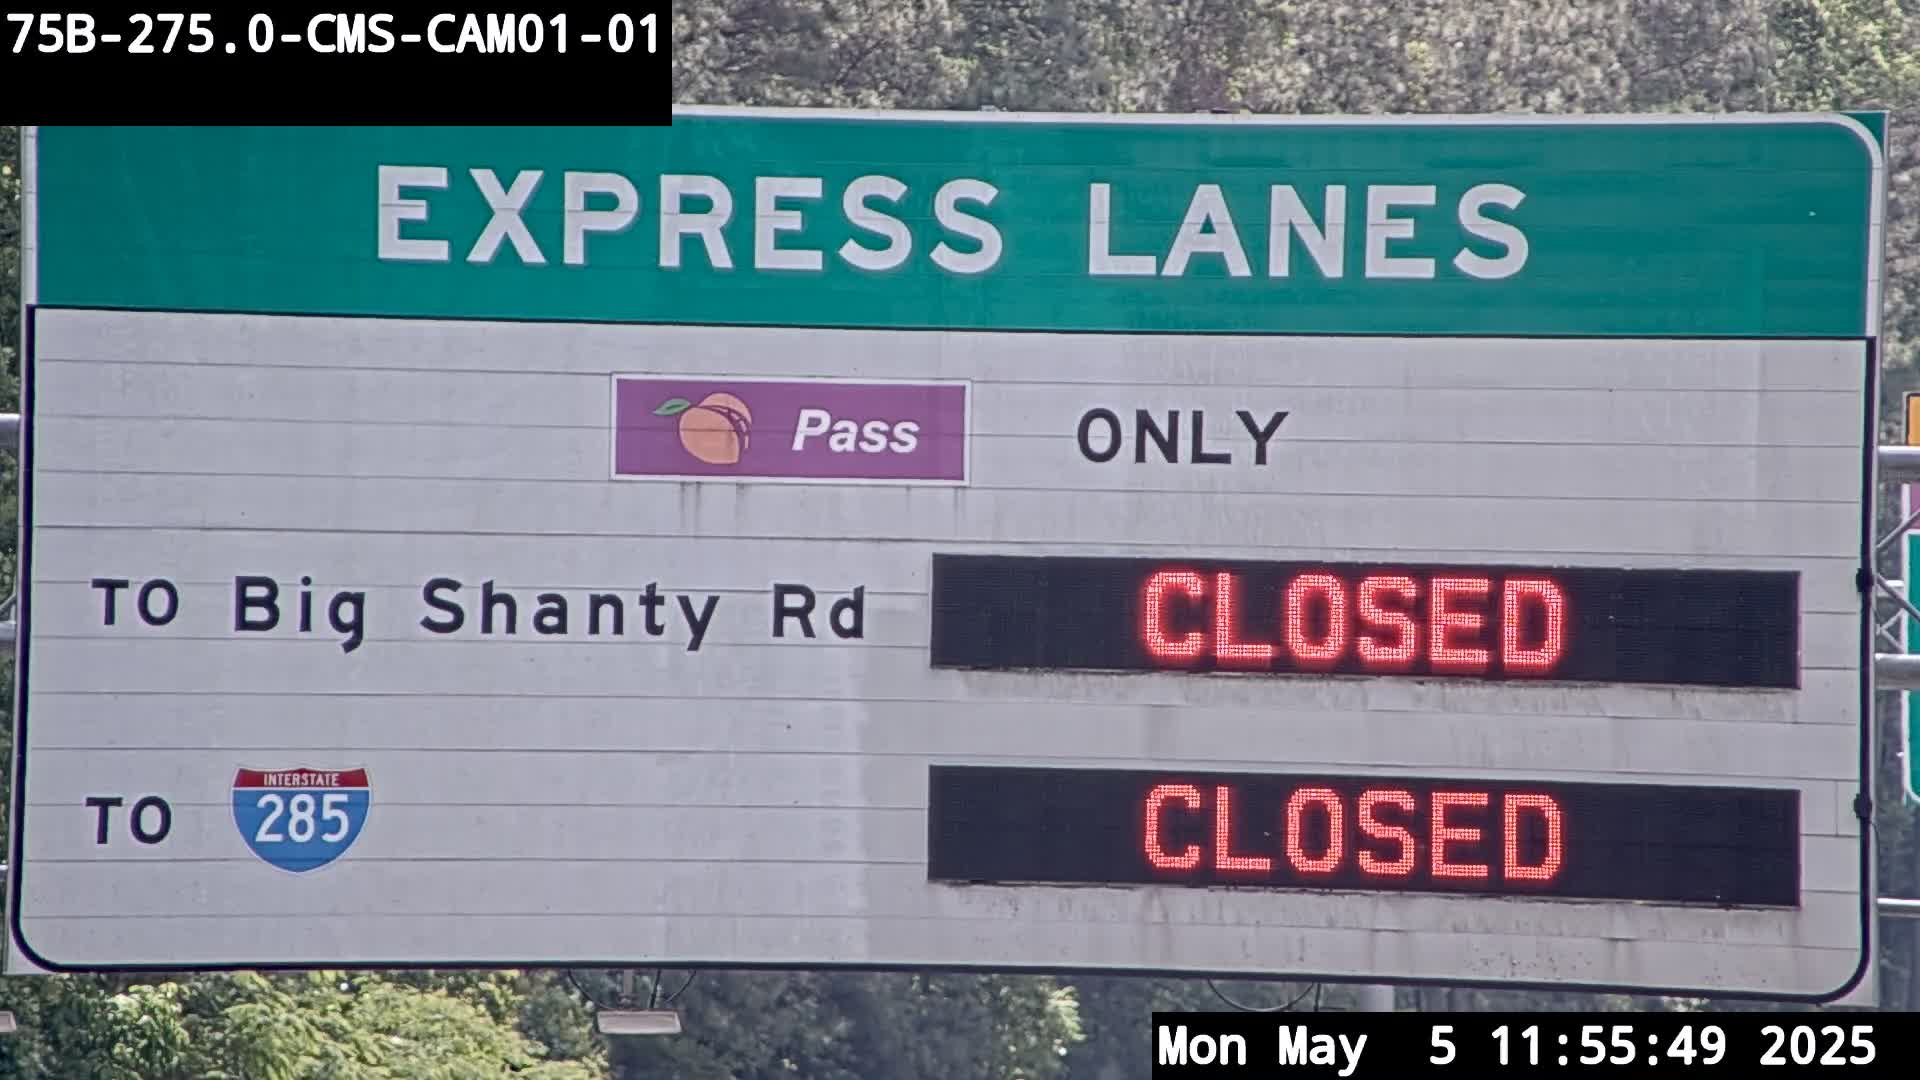 75B-275.0-CMS-CAM01-01
EXPRESS LANES
Pass ONLY
TO Big Shanty Rd CLOSED
INTERSTATE
TO 285 CLOSED
Mon May 5 11:55:49 2025